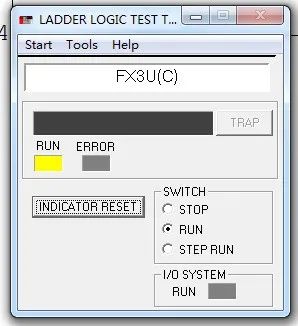 4
LADDER LOGIC TEST T...
Start Tools Help
FX3U(C)
TRAP
RUN ERROR
INDICATOR RESET
SWITCH
STOP
RUN
STEP RUN
I/O SYSTEM
RUN